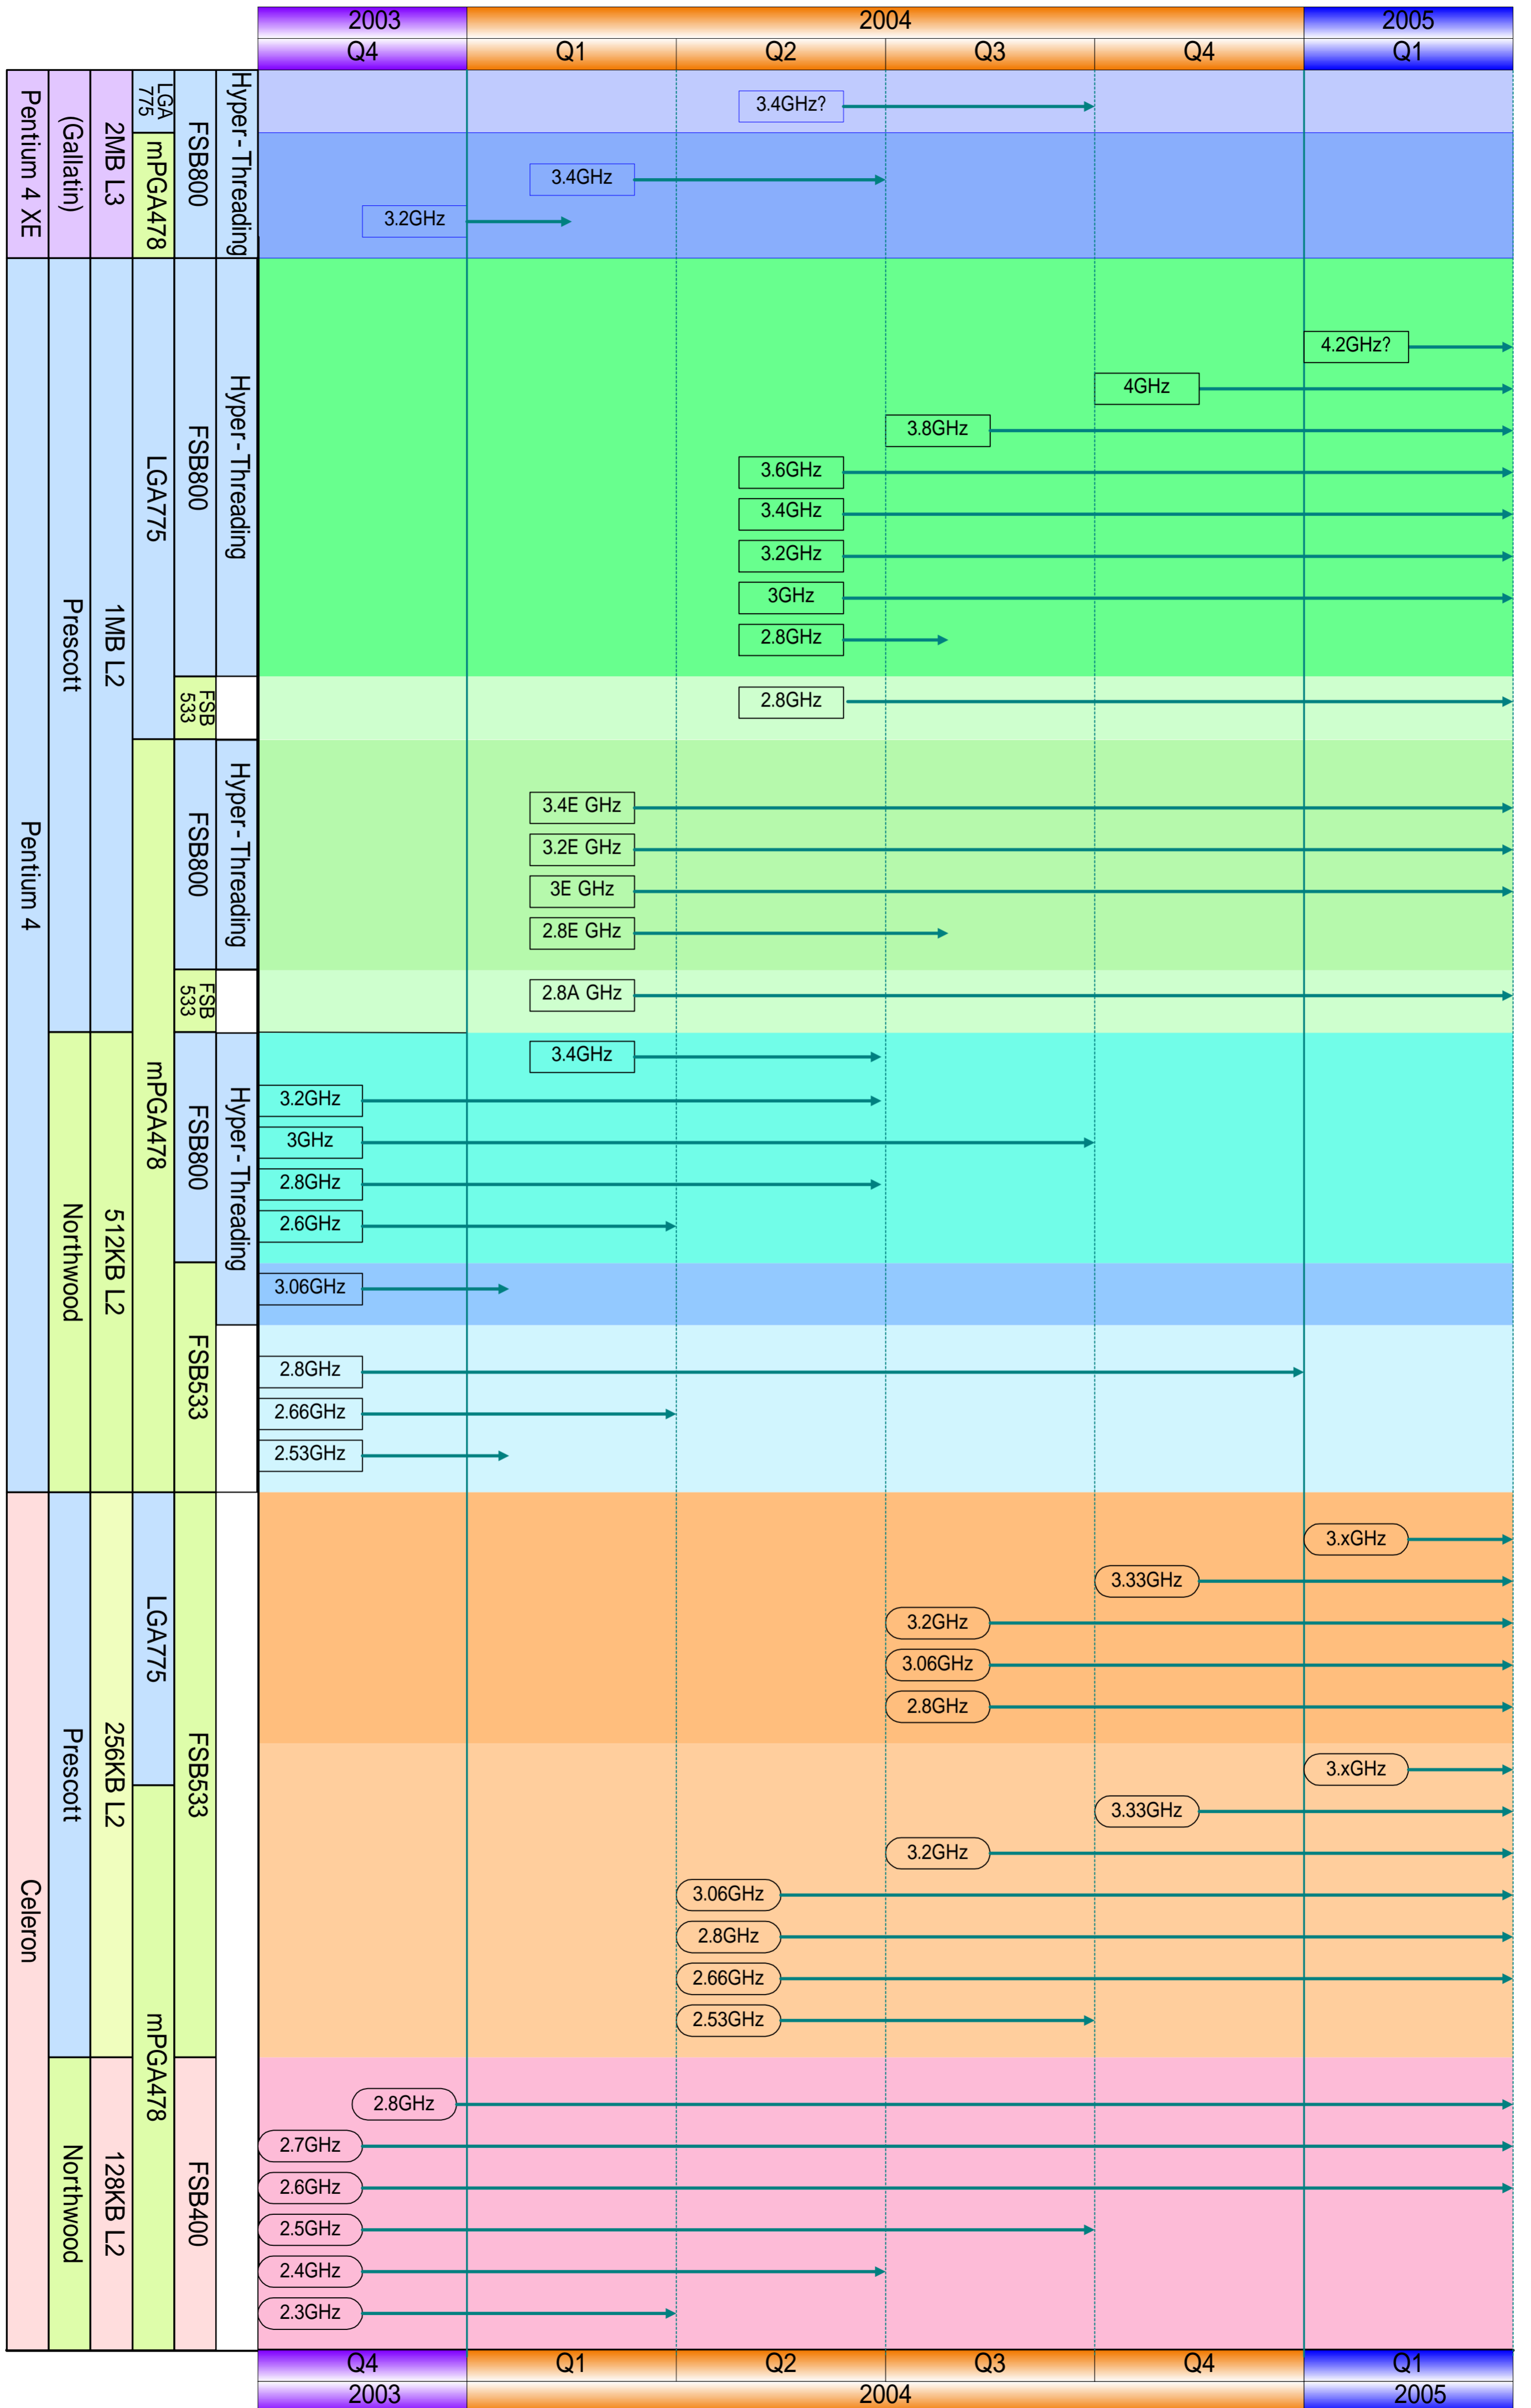 2003
2004
2005
Q4
Q1
Q2
Q3
Q4
Q1
Pentium 4 XE
(Gallatin)
2MB L3
LGA
775
mPGA478
FSB800
Hyper-Threading
3.4GHz?
3.4GHz
3.2GHz
Pentium 4
Prescott
1MB L2
LGA775
FSB800
Hyper-Threading
4.2GHz?
4GHz
3.8GHz
3.6GHz
3.4GHz
3.2GHz
3GHz
2.8GHz
FSB
533
2.8GHz
mPGA478
FSB800
Hyper-Threading
3.4E GHz
3.2E GHz
3E GHz
2.8E GHz
FSB
533
2.8A GHz
Northwood
512KB L2
FSB800
Hyper-Threading
3.4GHz
3.2GHz
3GHz
2.8GHz
2.6GHz
FSB533
3.06GHz
2.8GHz
2.66GHz
2.53GHz
Celeron
Prescott
256KB L2
LGA775
FSB533
3.xGHz
3.33GHz
3.2GHz
3.06GHz
2.8GHz
mPGA478
3.xGHz
3.33GHz
3.2GHz
3.06GHz
2.8GHz
2.66GHz
2.53GHz
Northwood
128KB L2
FSB400
2.8GHz
2.7GHz
2.6GHz
2.5GHz
2.4GHz
2.3GHz
Q4
Q1
Q2
Q3
Q4
Q1
2003
2004
2005